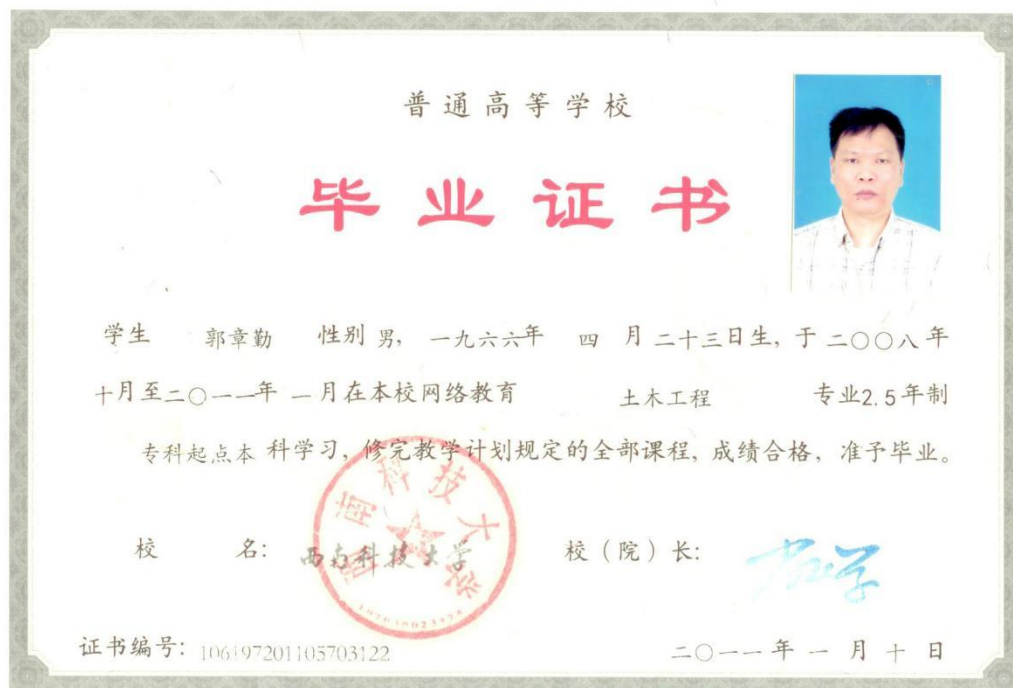 普通高等学校
毕业证书
学生 郭章勤 性别 男, 一九六六年 四 月 二十三日生, 于 二〇〇八年
十月至二〇一一年 一月在本校网络教育 土木工程 专业2.5年制
专科起点本 科学习, 修完教学计划规定的全部课程, 成绩合格, 准予毕业。
校 名: 西南科技大学 校(院)长:
西南科技大学
证书编号: 106197201105703122 二〇一一年 一 月 十 日